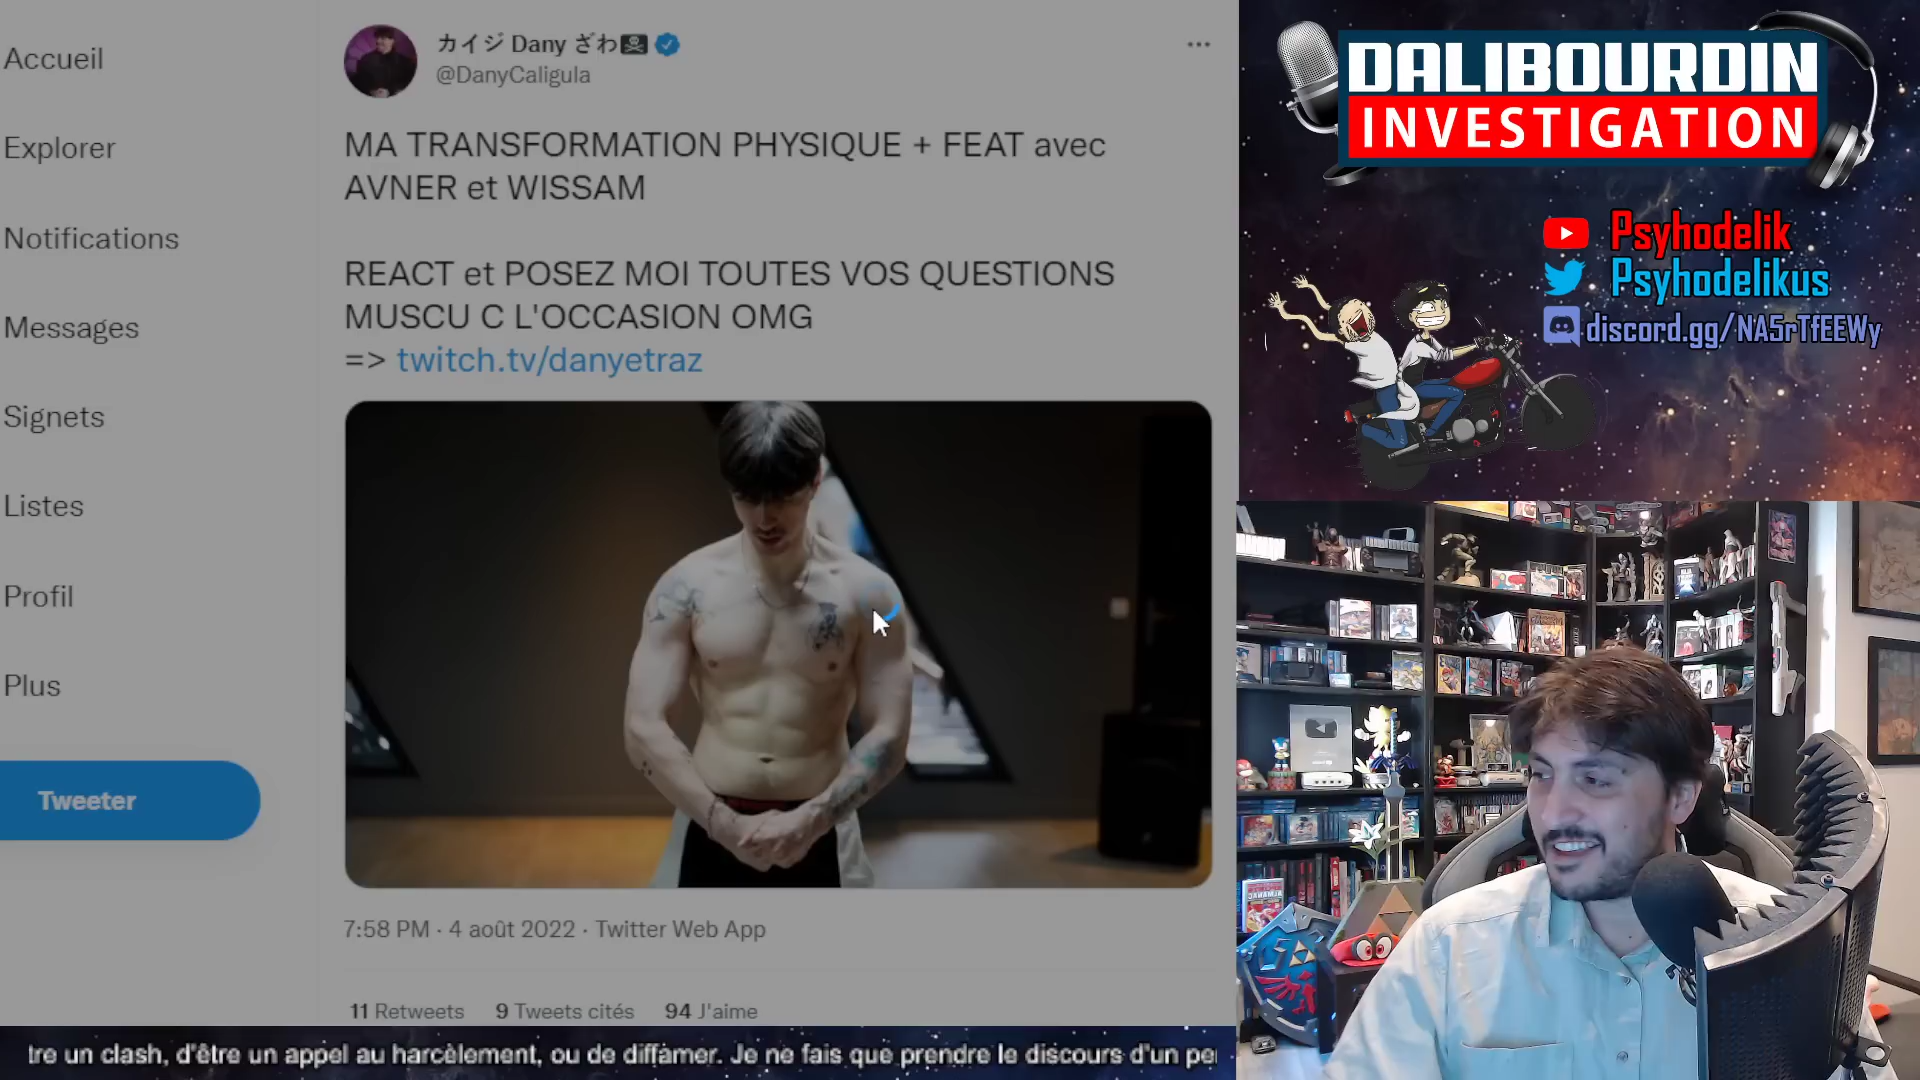 Accueil
Explorer
Notifications
Messages
Signets
Listes
Profil
Plus
Tweeter
カイジ Dany ざわ🏴‍☠️
@DanyCaligula
MA TRANSFORMATION PHYSIQUE + FEAT avec
AVNER et WISSAM
REACT et POSEZ MOI TOUTES VOS QUESTIONS
MUSCU C L'OCCASION OMG
=> twitch.tv/danyetraz
7:58 PM · 4 août 2022 · Twitter Web App
11 Retweets 9 Tweets cités 94 J'aime
tre un clash, d'être un appel au harcèlement, ou de diffamer. Je ne fais que prendre le discours d'un pe
DALIBOURDIN
INVESTIGATION
Psyhodelik
Psyhodelikus
discord.gg/NA5rTfEEWy